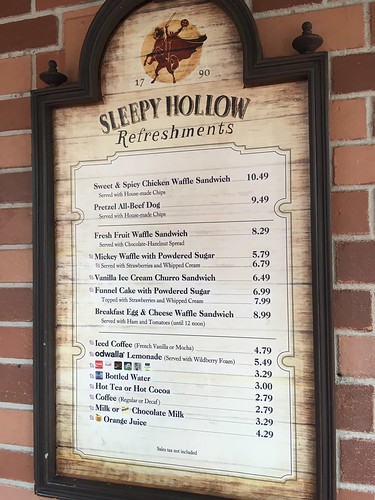 17 90
SLEEPY HOLLOW
Refreshments
Sweet & Spicy Chicken Waffle Sandwich 10.49
Served with House-made Chips
Pretzel All-Beef Dog 9.49
Served with House-made Chips
Fresh Fruit Waffle Sandwich 8.29
Served with Chocolate-Hazelnut Spread
Mickey Waffle with Powdered Sugar 5.79
Served with Strawberries and Whipped Cream 6.79
Vanilla Ice Cream Churro Sandwich 6.49
Funnel Cake with Powdered Sugar 6.99
Topped with Strawberries and Whipped Cream 7.99
Breakfast Egg & Cheese Waffle Sandwich 8.99
Served with Ham and Tomatoes (until 12 noon)
Iced Coffee (French Vanilla or Mocha) 4.79
odwalla Lemonade (Served with Wildberry Foam) 5.49
3.29
Bottled Water 3.00
Hot Tea or Hot Cocoa 2.79
Coffee (Regular or Decaf) 2.79
Milk or Chocolate Milk 3.29
Orange Juice 4.29
Sales tax not included